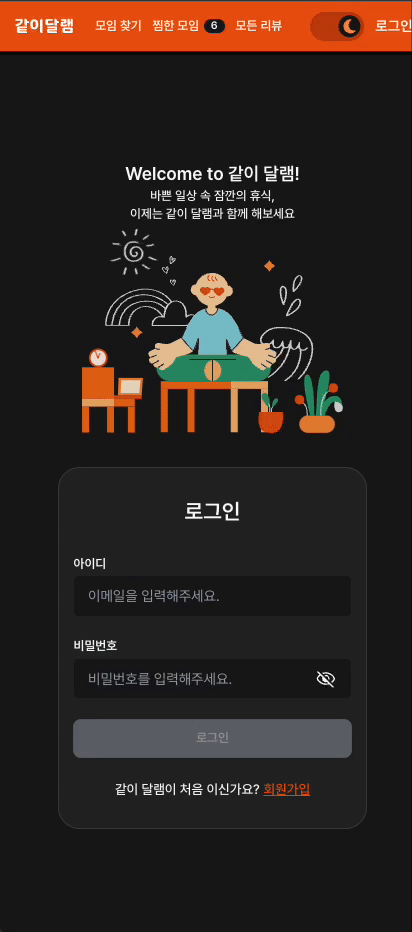 같이달램 모임 찾기 찜한 모임 6 모든 리뷰 로그인
Welcome to 같이 달램!
바쁜 일상 속 잠깐의 휴식,
이제는 같이 달램과 함께 해보세요
로그인
아이디
이메일을 입력해주세요.
비밀번호
비밀번호를 입력해주세요.
로그인
같이 달램이 처음 이신가요? 회원가입